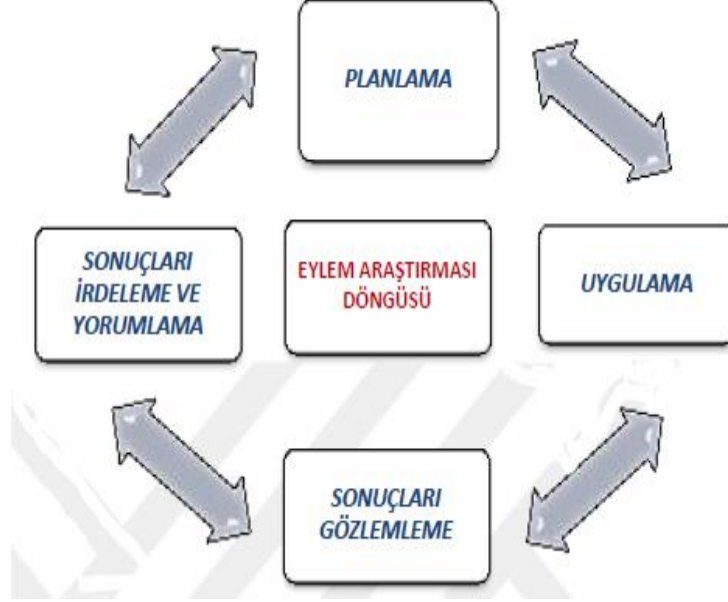 PLANLAMA
SONUÇLARI
İRDELEME VE
YORUMLAMA
EYLEM ARAŞTIRMASI
DÖNGÜSÜ
UYGULAMA
SONUÇLARI
GÖZLEMLEME